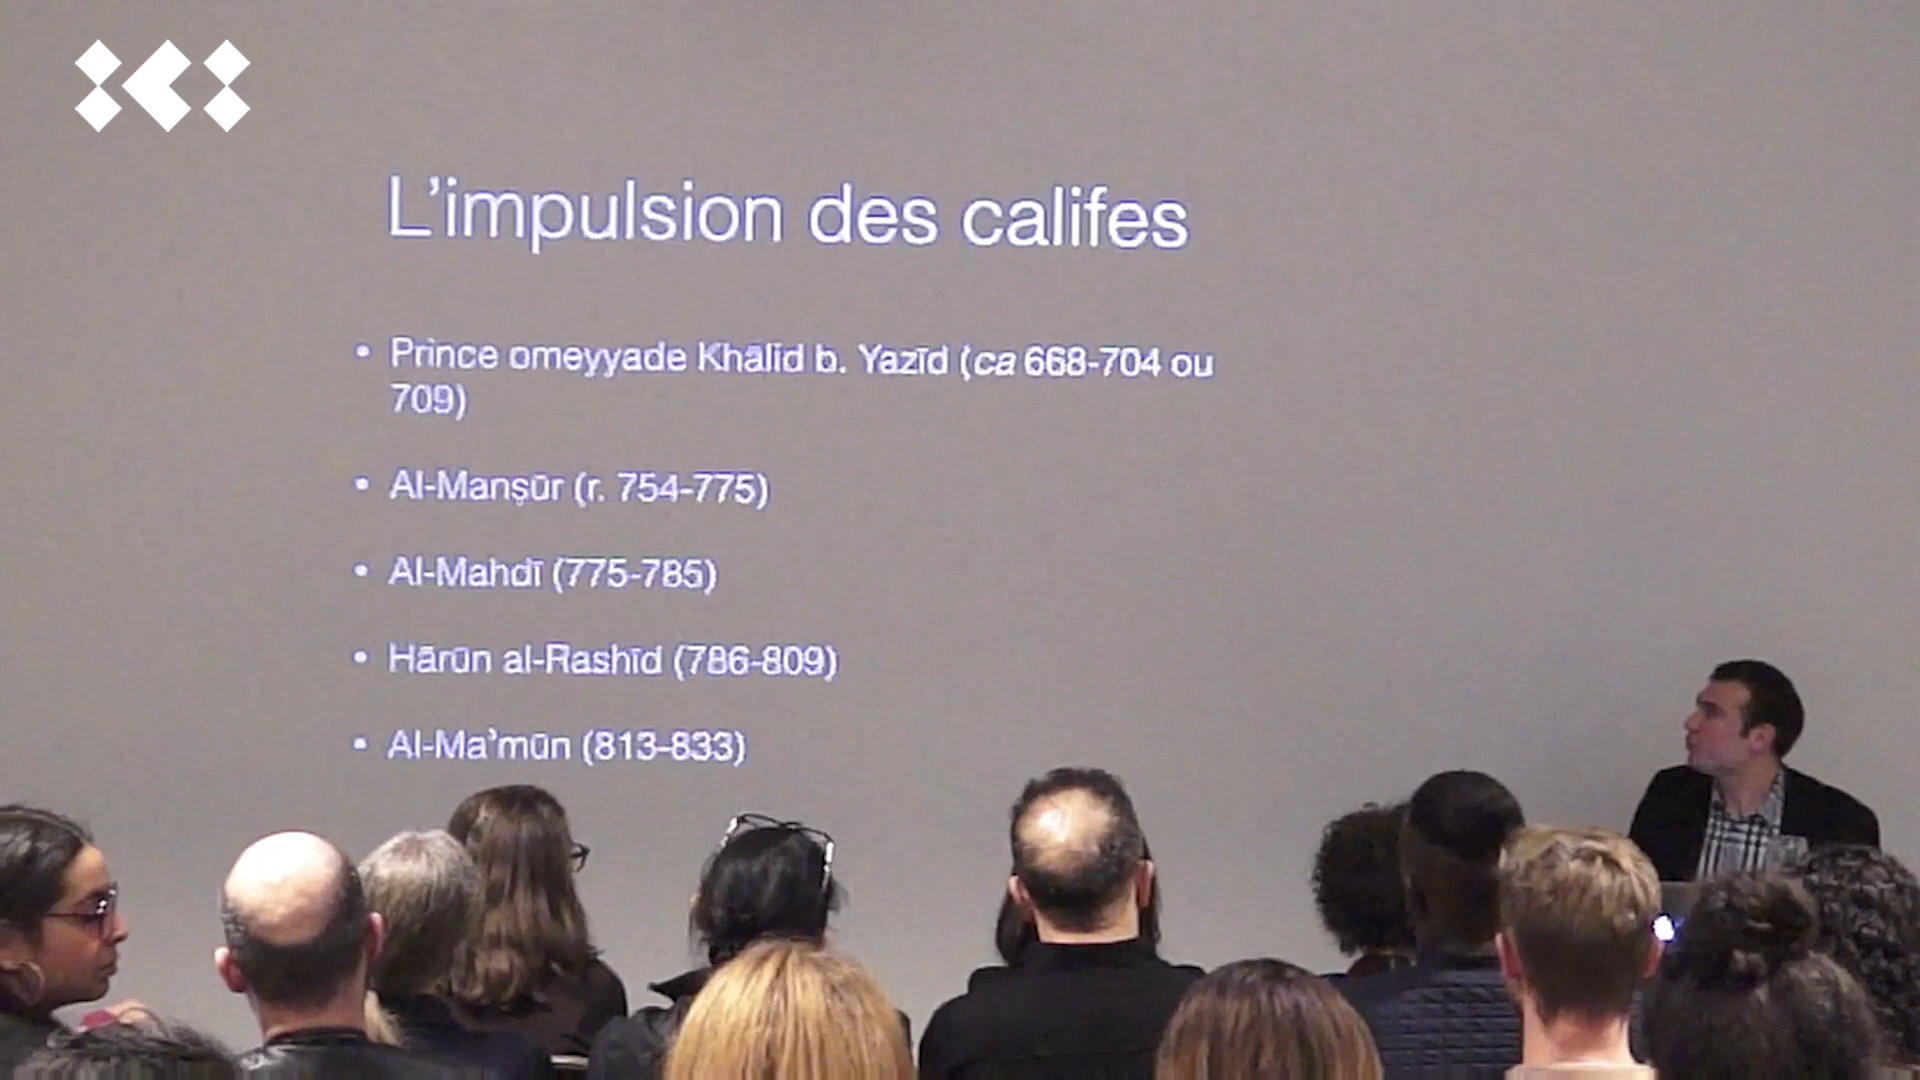 L’impulsion des califes
• Prince omeyyade Khālid b. Yazīd (ca 668-704 ou
709)
• Al-Manṣūr (r. 754-775)
• Al-Mahdī (775-785)
• Hārūn al-Rashīd (786-809)
• Al-Ma’mūn (813-833)